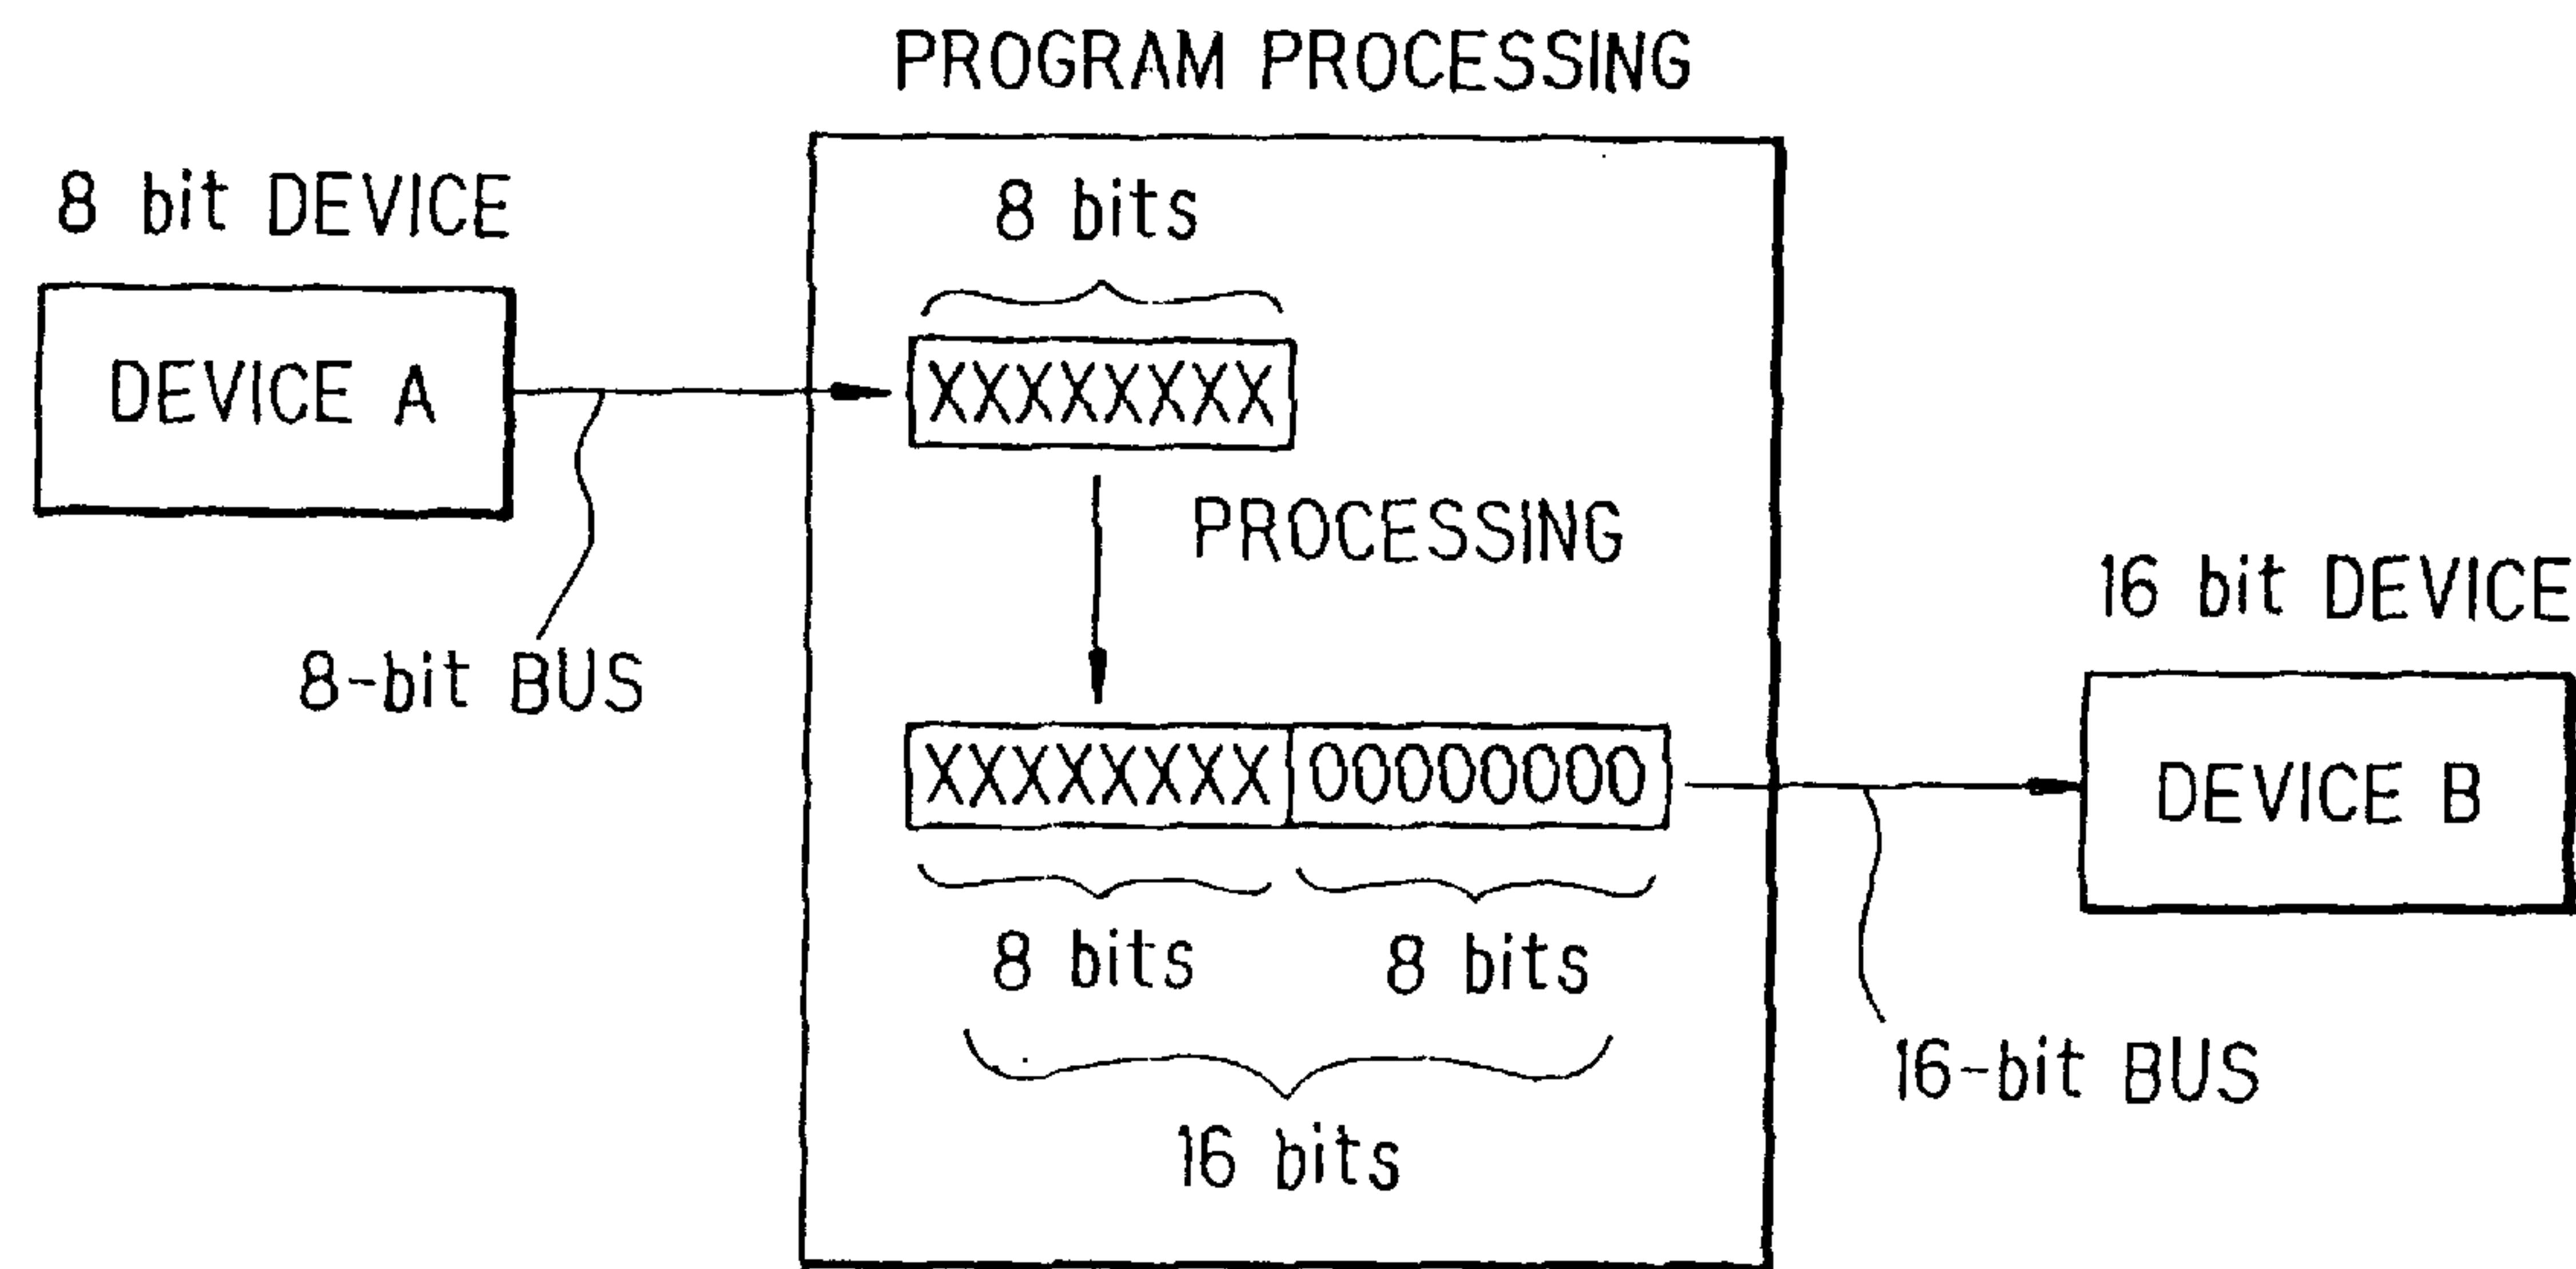 PROGRAM PROCESSING
8 bit DEVICE
8 bits
DEVICE A
XXXXXXXX
PROCESSING
8-bit BUS
16 bit DEVICE
XXXXXXXX 00000000
DEVICE B
8 bits 8 bits
16-bit BUS
16 bits